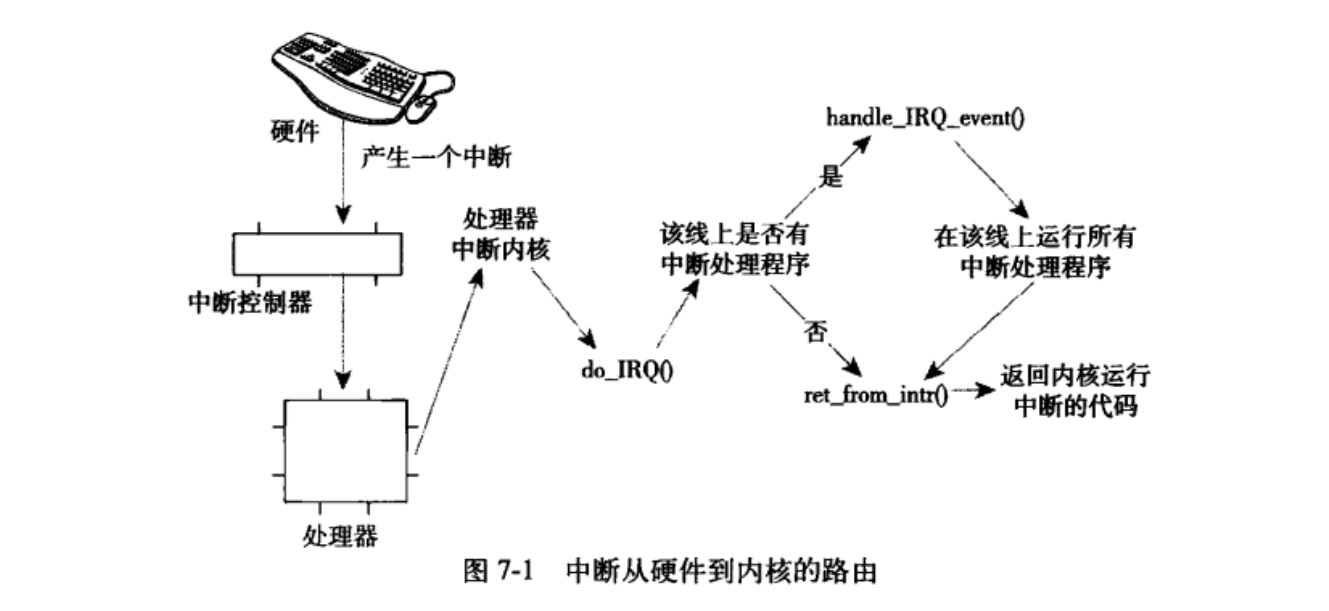 硬件
产生一个中断
中断控制器
处理器
处理器
中断内核
do_IRQ()
该线上是否有
中断处理程序
是
handle_IRQ_event()
在该线上运行所有
中断处理程序
否
ret_from_intr()
返回内核运行
中断的代码
图 7-1 中断从硬件到内核的路由